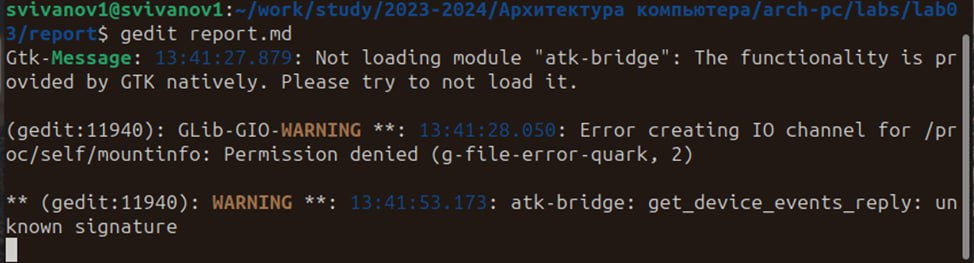 svivanov1@svivanov1:~/work/study/2023-2024/Архитектура компьютера/arch-pc/labs/lab0
3/report$ gedit report.md
Gtk-Message: 13:41:27.879: Not loading module "atk-bridge": The functionality is pr
ovided by GTK natively. Please try to not load it.

(gedit:11940): GLib-GIO-WARNING **: 13:41:28.050: Error creating IO channel for /pr
oc/self/mountinfo: Permission denied (g-file-error-quark, 2)

** (gedit:11940): WARNING **: 13:41:53.173: atk-bridge: get_device_events_reply: un
known signature